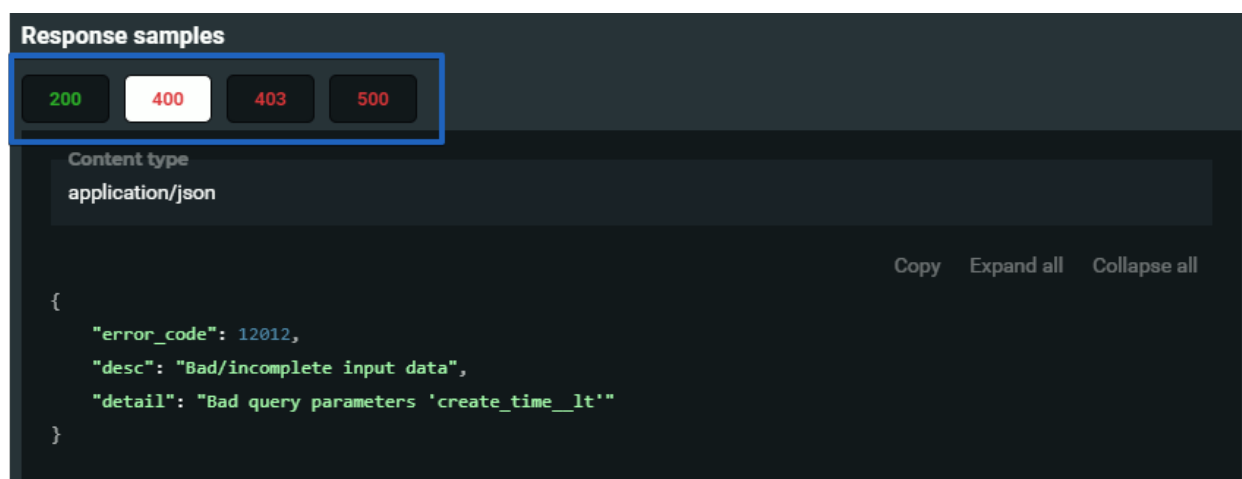 Response samples
200 400 403 500
Content type
application/json
Copy Expand all Collapse all
{
"error_code": 12012,
"desc": "Bad/incomplete input data",
"detail": "Bad query parameters 'create_time__lt'"
}